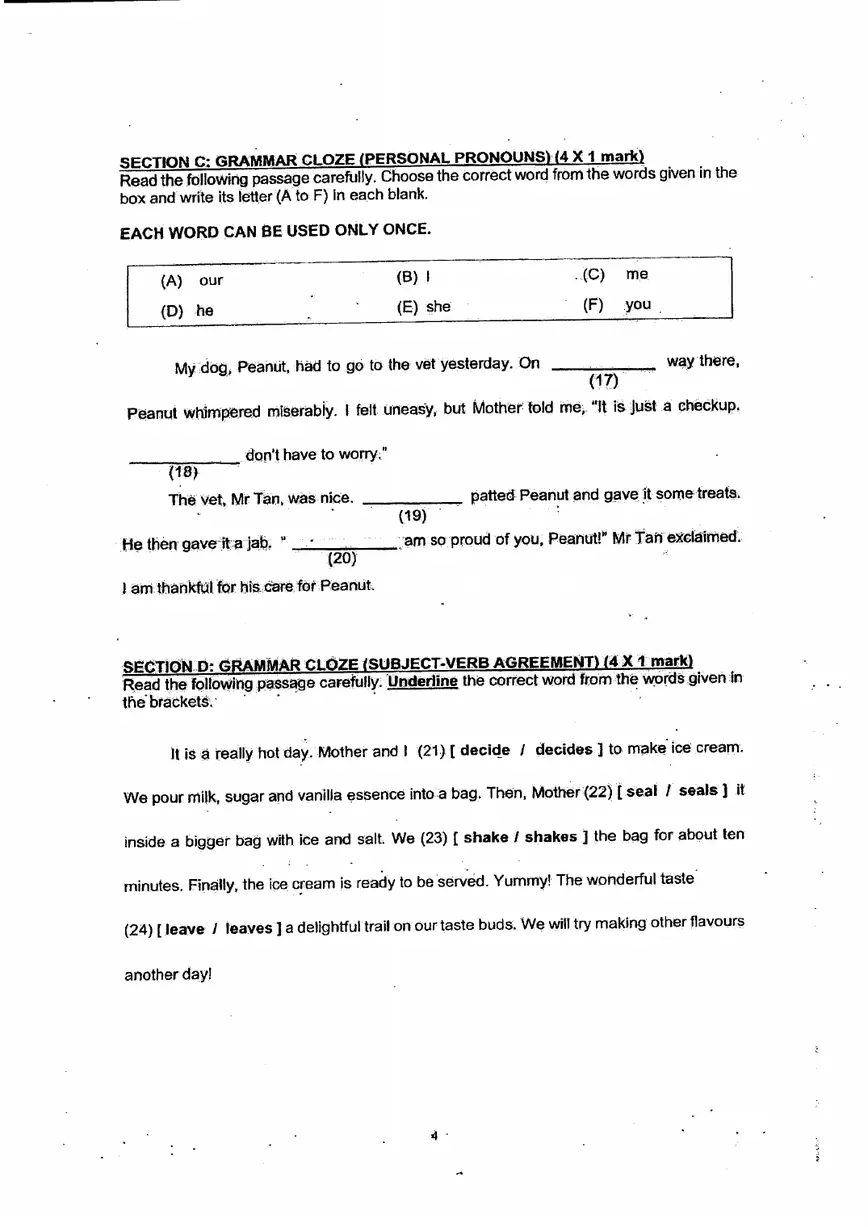 SECTION C: GRAMMAR CLOZE (PERSONAL PRONOUNS) (4 X 1 mark)
Read the following passage carefully. Choose the correct word from the words given in the
box and write its letter (A to F) in each blank.
EACH WORD CAN BE USED ONLY ONCE.
(A) our (B) I (C) me
(D) he (E) she (F) you
My dog, Peanut, had to go to the vet yesterday. On ____________ way there,
(17)
Peanut whimpered miserably. I felt uneasy, but Mother told me, "It is just a checkup.
____________ don't have to worry."
(18)
The vet, Mr Tan, was nice. ____________ patted Peanut and gave it some treats.
(19)
He then gave it a jab. " ____________ am so proud of you, Peanut!" Mr Tan exclaimed.
(20)
I am thankful for his care for Peanut.
SECTION D: GRAMMAR CLOZE (SUBJECT-VERB AGREEMENT) (4 X 1 mark)
Read the following passage carefully. Underline the correct word from the words given in
the brackets.
It is a really hot day. Mother and I (21) [ decide / decides ] to make ice cream.
We pour milk, sugar and vanilla essence into a bag. Then, Mother (22) [ seal / seals ] it
inside a bigger bag with ice and salt. We (23) [ shake / shakes ] the bag for about ten
minutes. Finally, the ice cream is ready to be served. Yummy! The wonderful taste
(24) [ leave / leaves ] a delightful trail on our taste buds. We will try making other flavours
another day!
4